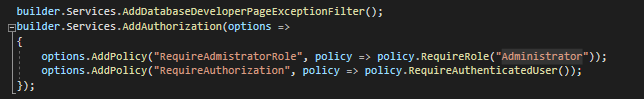 builder.Services.AddDatabaseDeveloperPageExceptionFilter();
builder.Services.AddAuthorization(options =>
{
    options.AddPolicy("RequireAdmistratorRole", policy => policy.RequireRole("Administrator"));
    options.AddPolicy("RequireAuthorization", policy => policy.RequireAuthenticatedUser());
});